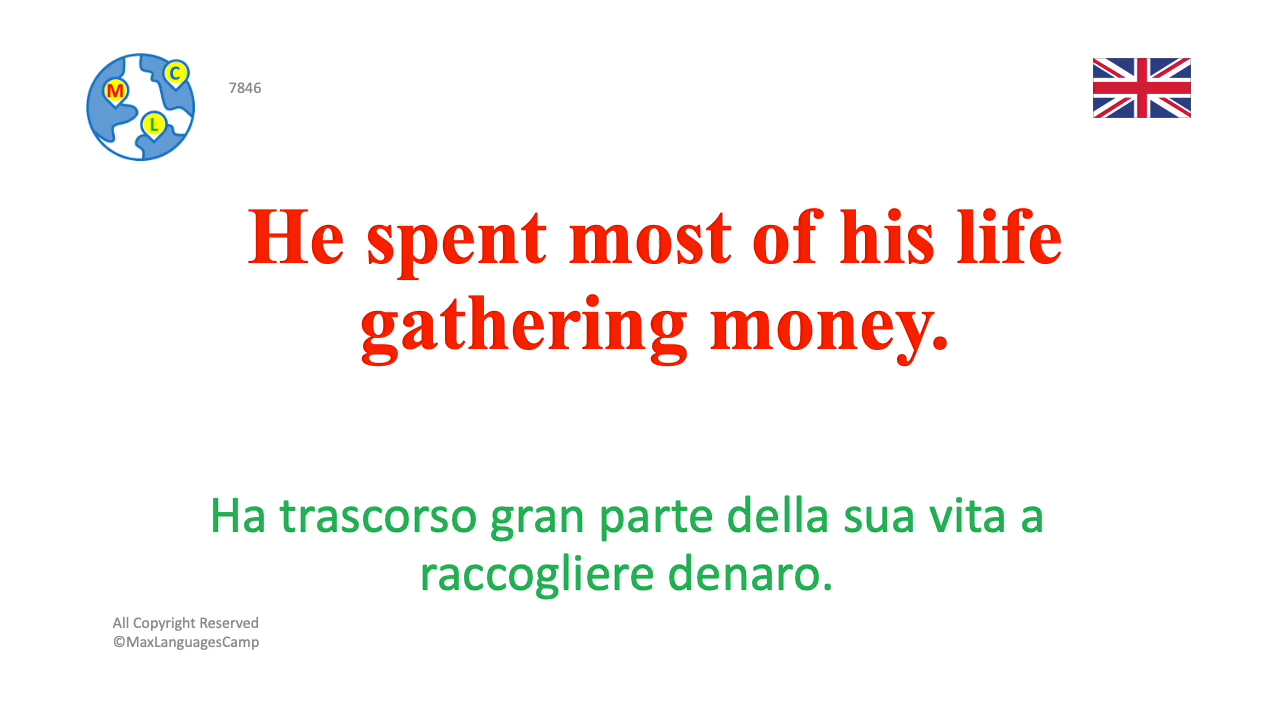 M C L
7846
He spent most of his life
gathering money.
Ha trascorso gran parte della sua vita a
raccogliere denaro.
All Copyright Reserved
©MaxLanguagesCamp